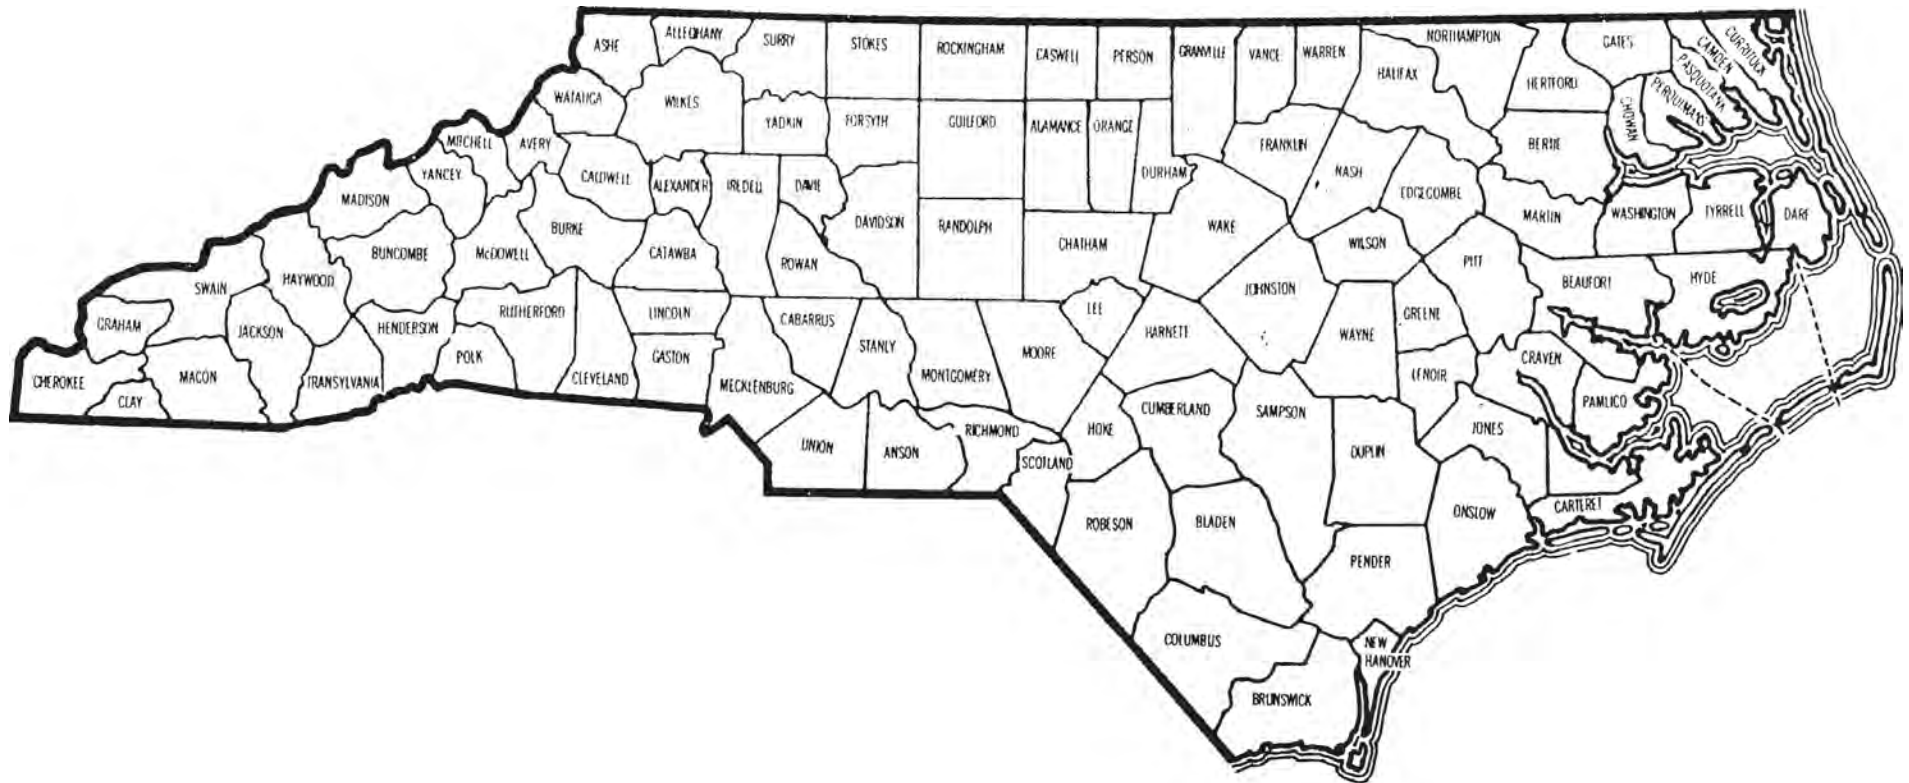 ASHE
ALLEGHANY
SURRY
STOKES
ROCKINGHAM
CASWELL
PERSON
GRANVILLE
VANCE
WARREN
NORTHAMPTON
GATES
CURRITUCK
CAMDEN
PASQUOTANK
PERQUIMANS
CHOWAN
HERTFORD
HALIFAX
WATAUGA
WILKES
YADKIN
FORSYTH
GUILFORD
ALAMANCE
ORANGE
DURHAM
FRANKLIN
NASH
EDGECOMBE
BERTIE
MITCHELL
AVERY
YANCEY
CALDWELL
ALEXANDER
IREDELL
DAVIE
MADISON
DAVIDSON
RANDOLPH
CHATHAM
WAKE
WILSON
MARTIN
WASHINGTON
TYRRELL
DARE
BUNCOMBE
McDOWELL
BURKE
CATAWBA
ROWAN
SWAIN
HAYWOOD
JOHNSTON
PITT
BEAUFORT
HYDE
GRAHAM
JACKSON
HENDERSON
RUTHERFORD
LINCOLN
CABARRUS
LEE
HARNETT
WAYNE
GREENE
CHEROKEE
CLAY
MACON
TRANSYLVANIA
POLK
CLEVELAND
GASTON
MECKLENBURG
STANLY
MONTGOMERY
MOORE
LENOIR
CRAVEN
PAMLICO
UNION
ANSON
RICHMOND
SCOTLAND
HOKE
CUMBERLAND
SAMPSON
DUPLIN
JONES
ROBESON
BLADEN
ONSLOW
CARTERET
PENDER
COLUMBUS
NEW
HANOVER
BRUNSWICK